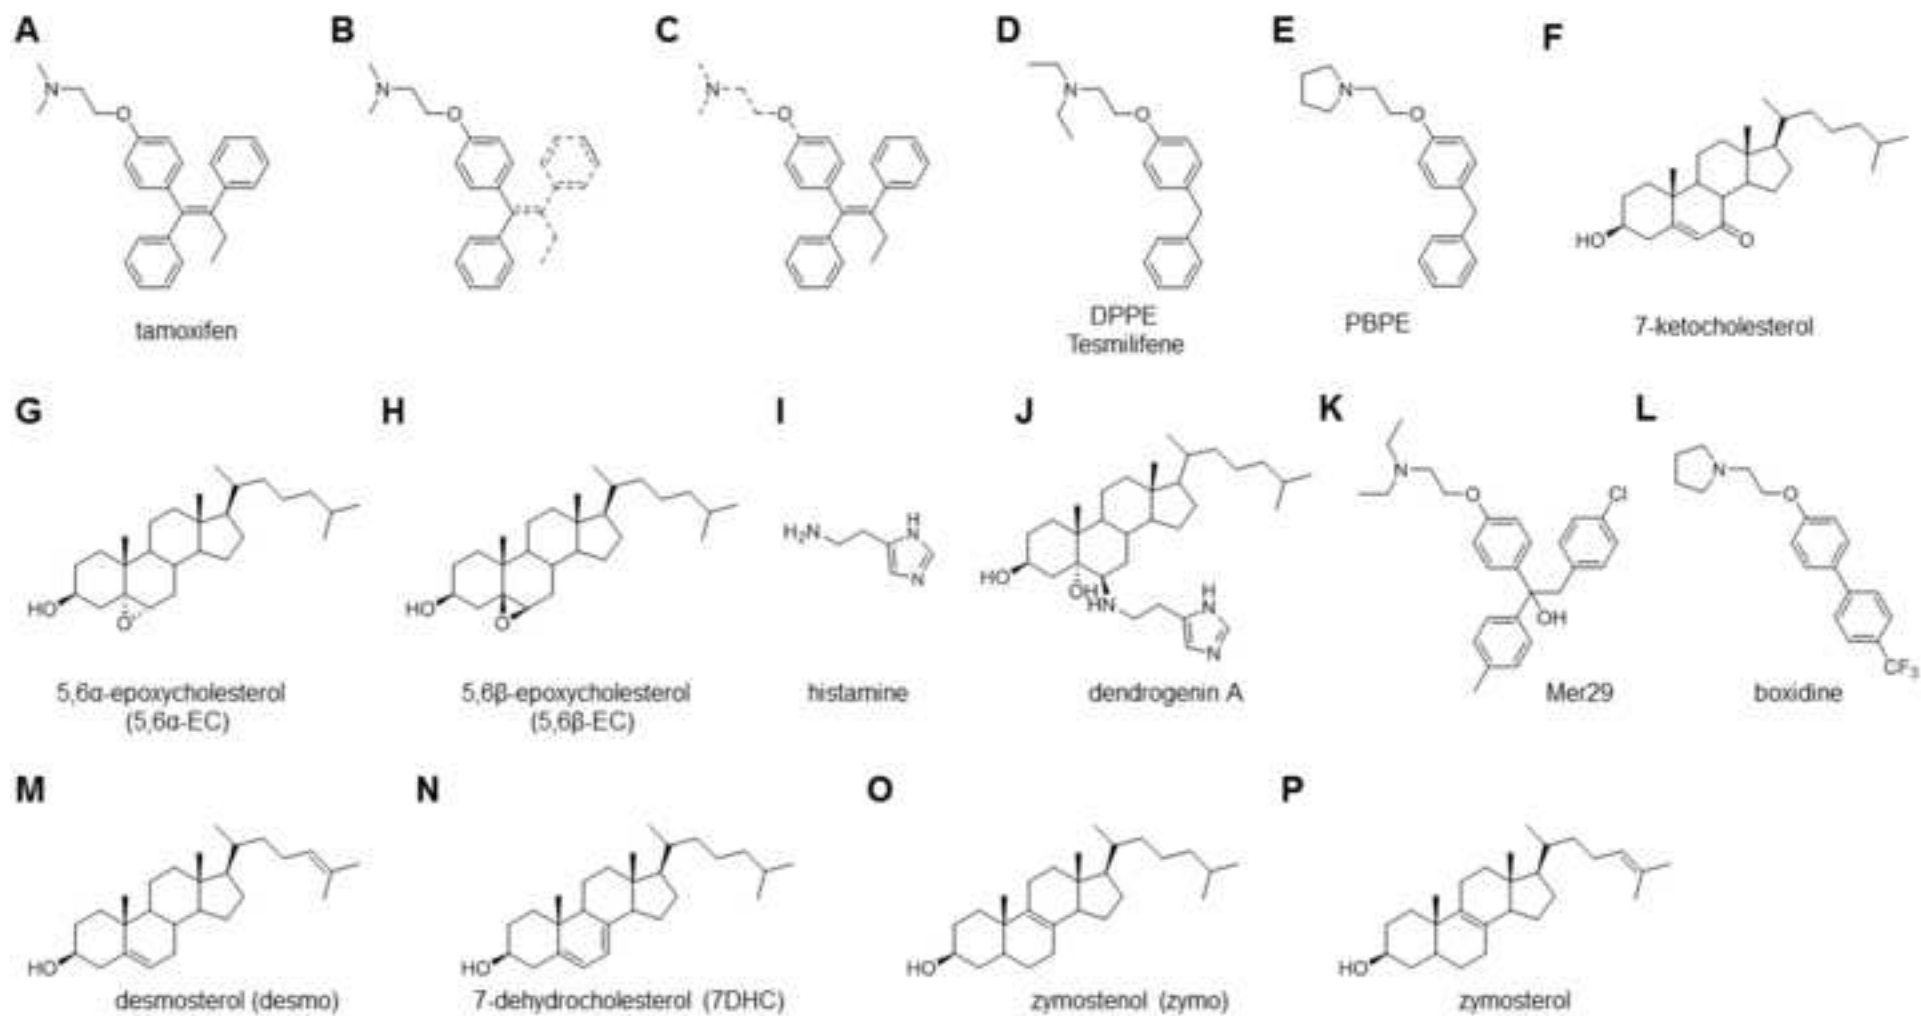 A
B
C
D
E
F
N
O
N
O
N
O
N
O
N
O
HO
O
tamoxifen
DPPE
Tesmilifene
PBPE
7-ketocholesterol
G
H
I
J
K
L
HO
O
HO
O
H2N
H
N
N
HO
OH
HN
H
N
N
N
O
Cl
OH
N
O
CF3
5,6α-epoxycholesterol
(5,6α-EC)
5,6β-epoxycholesterol
(5,6β-EC)
histamine
dendrogenin A
Mer29
boxidine
M
N
O
P
HO
HO
HO
HO
desmosterol (desmo)
7-dehydrocholesterol (7DHC)
zymostenol (zymo)
zymosterol